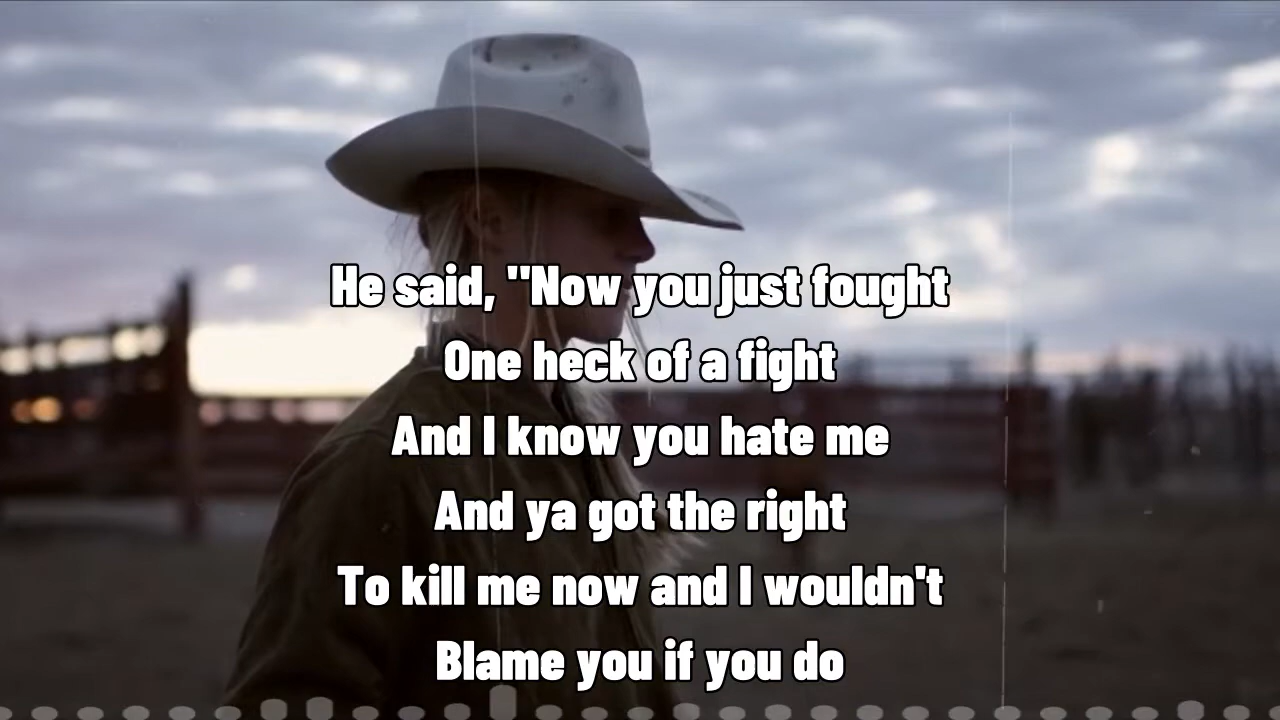 He said, "Now you just fought
One heck of a fight
And I know you hate me
And ya got the right
To kill me now and I wouldn't
Blame you if you do